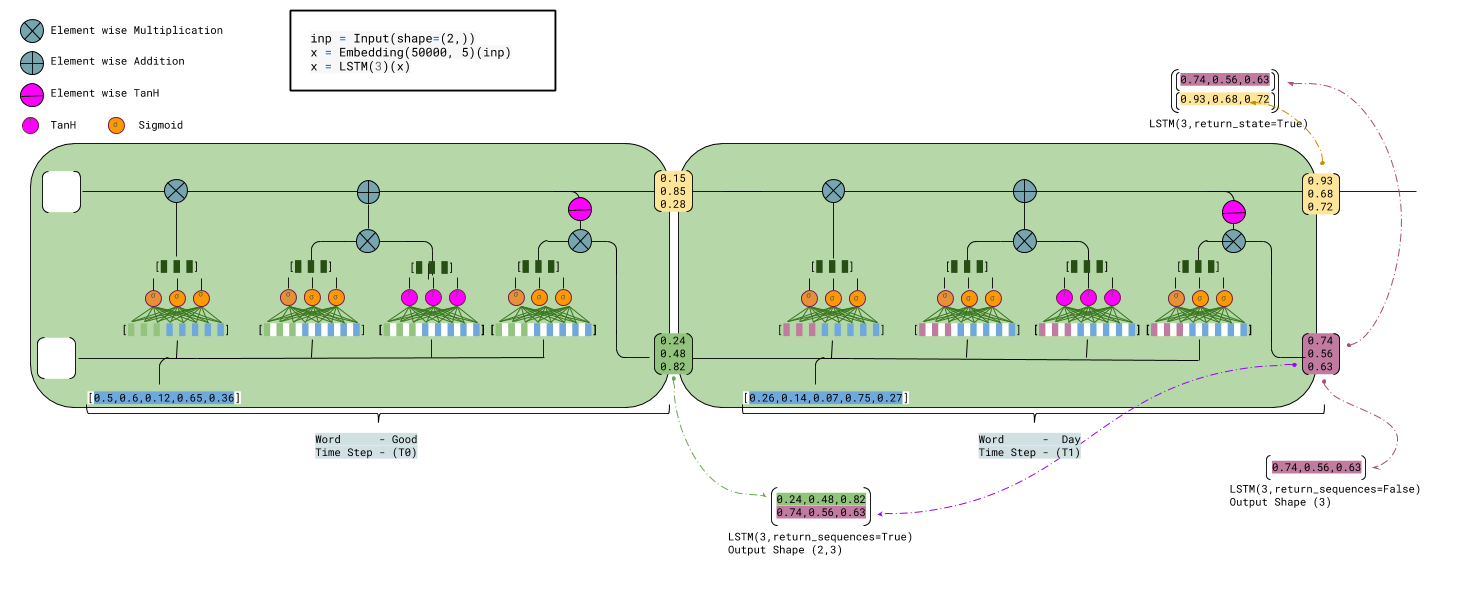 Element wise Multiplication
Element wise Addition
Element wise TanH
TanH
σ Sigmoid
inp = Input(shape=(2,))
x = Embedding(50000, 5)(inp)
x = LSTM(3)(x)
0.74,0.56,0.63
0.93,0.68,0.72
LSTM(3,return_state=True)
0.15
0.85
0.28
0.93
0.68
0.72
[ ]
[ ]
[ ]
[ ]
[ ]
[ ]
[ ]
[ ]
σ σ σ
σ σ σ
σ σ σ
σ σ σ
σ σ σ
σ σ σ
[ ]
[ ]
[ ]
[ ]
[ ]
[ ]
[ ]
[ ]
0.24
0.48
0.82
0.74
0.56
0.63
[0.5,0.6,0.12,0.65,0.36]
[0.26,0.14,0.07,0.75,0.27]
Word - Good
Time Step - (T0)
Word - Day
Time Step - (T1)
0.74,0.56,0.63
LSTM(3,return_sequences=False)
Output Shape (3)
0.24,0.48,0.82
0.74,0.56,0.63
LSTM(3,return_sequences=True)
Output Shape (2,3)